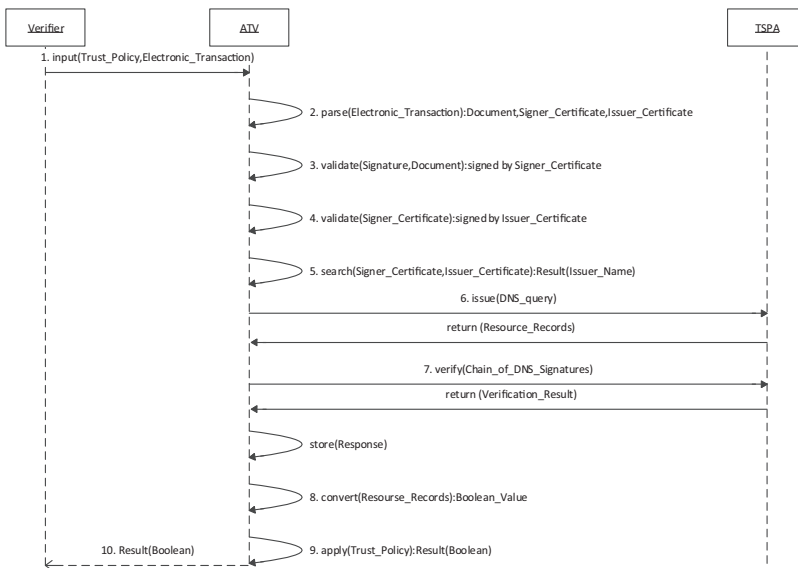 Verifier
ATV
TSPA
1. input(Trust_Policy,Electronic_Transaction)
2. parse(Electronic_Transaction):Document,Signer_Certificate,Issuer_Certificate
3. validate(Signature,Document):signed by Signer_Certificate
4. validate(Signer_Certificate):signed by Issuer_Certificate
5. search(Signer_Certificate,Issuer_Certificate):Result(Issuer_Name)
6. issue(DNS_query)
return (Resource_Records)
7. verify(Chain_of_DNS_Signatures)
return (Verification_Result)
store(Response)
8. convert(Resourse_Records):Boolean_Value
9. apply(Trust_Policy):Result(Boolean)
10. Result(Boolean)